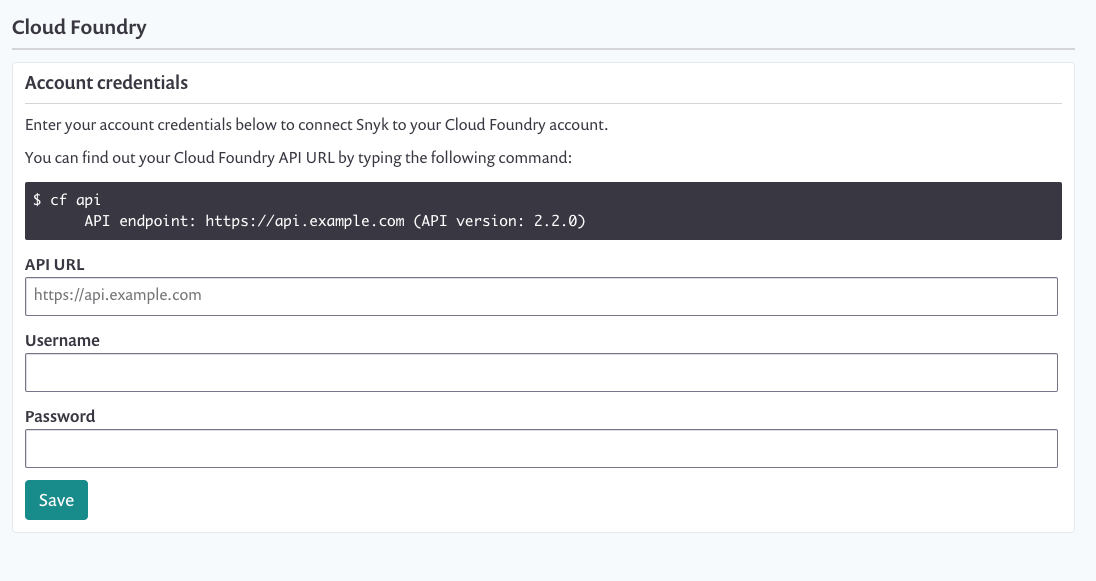 Cloud Foundry
Account credentials
Enter your account credentials below to connect Snyk to your Cloud Foundry account.
You can find out your Cloud Foundry API URL by typing the following command:
$ cf api
API endpoint: https://api.example.com (API version: 2.2.0)
API URL
https://api.example.com
Username
Password
Save